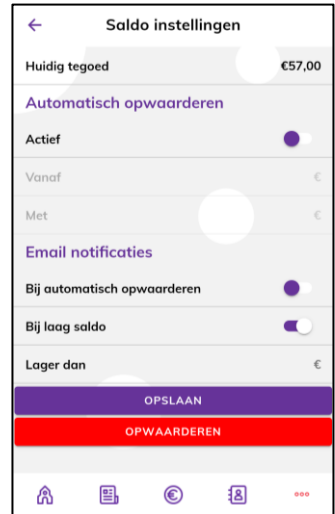 Saldo instellingen
Huidig tegoed €57,00
Automatisch opwaarderen
Actief
Vanaf €
Met €
Email notificaties
Bij automatisch opwaarderen
Bij laag saldo
Lager dan €
OPSLAAN
OPWAARDEREN